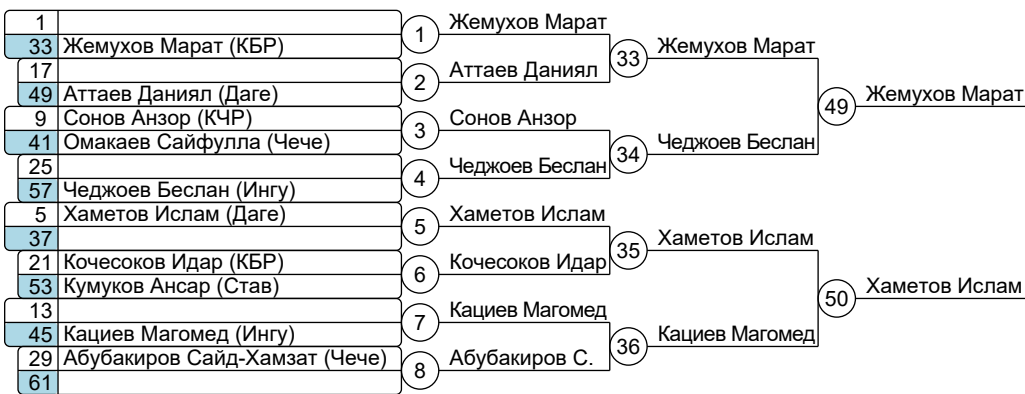 1
33 Жемухов Марат (КБР)
17
49 Аттаев Даниял (Даге)
9 Сонов Анзор (КЧР)
41 Омакаев Сайфулла (Чече)
25
57 Чеджоев Беслан (Ингу)
5 Хаметов Ислам (Даге)
37
21 Кочесоков Идар (КБР)
53 Кумуков Ансар (Став)
13
45 Кациев Магомед (Ингу)
29 Абубакиров Сайд-Хамзат (Чече)
61
1 Жемухов Марат
2 Аттаев Даниял
3 Сонов Анзор
4 Чеджоев Беслан
5 Хаметов Ислам
6 Кочесоков Идар
7 Кациев Магомед
8 Абубакиров С.
33 Жемухов Марат
34 Чеджоев Беслан
35 Хаметов Ислам
36 Кациев Магомед
49 Жемухов Марат
50 Хаметов Ислам